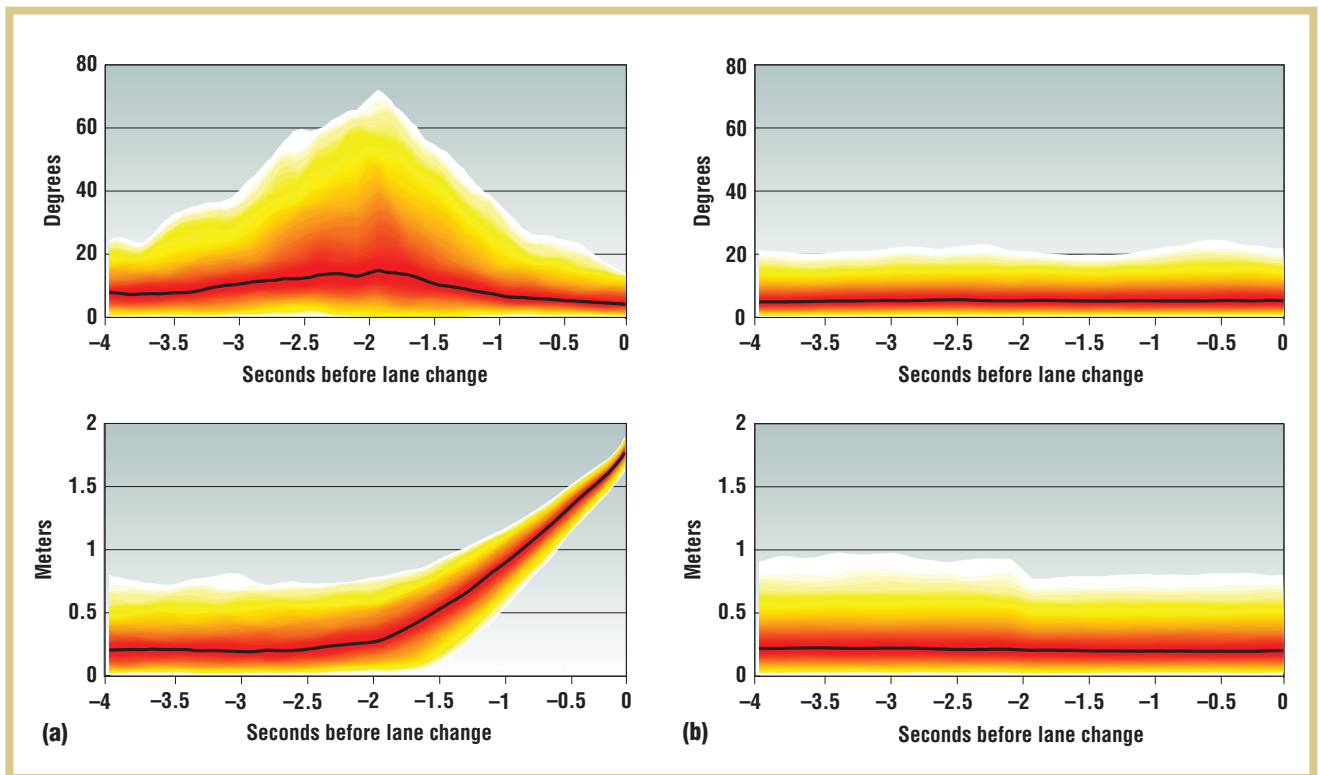 80
60
40
20
0
Degrees
–4 –3.5 –3 –2.5 –2 –1.5 –1 –0.5 0
Seconds before lane change
80
60
40
20
0
Degrees
–4 –3.5 –3 –2.5 –2 –1.5 –1 –0.5 0
Seconds before lane change
2
1.5
1
0.5
0
Meters
–4 –3.5 –3 –2.5 –2 –1.5 –1 –0.5 0
(a) Seconds before lane change
2
1.5
1
0.5
0
Meters
–4 –3.5 –3 –2.5 –2 –1.5 –1 –0.5 0
(b) Seconds before lane change